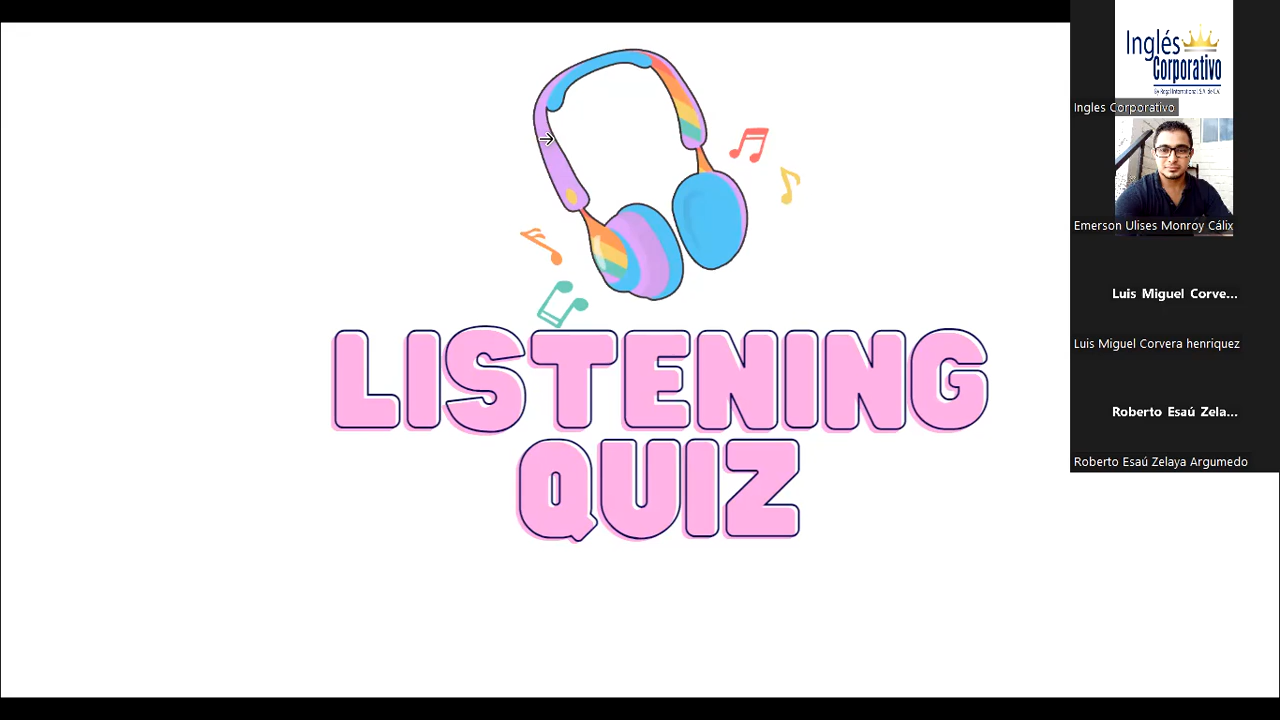 LISTENING
QUIZ
Inglés
Corporativo
Ingles Corporativo
Emerson Ulises Monroy Cálix
Luis Miguel Corve...
Luis Miguel Corvera henriquez
Roberto Esaú Zela...
Roberto Esaú Zelaya Argumedo